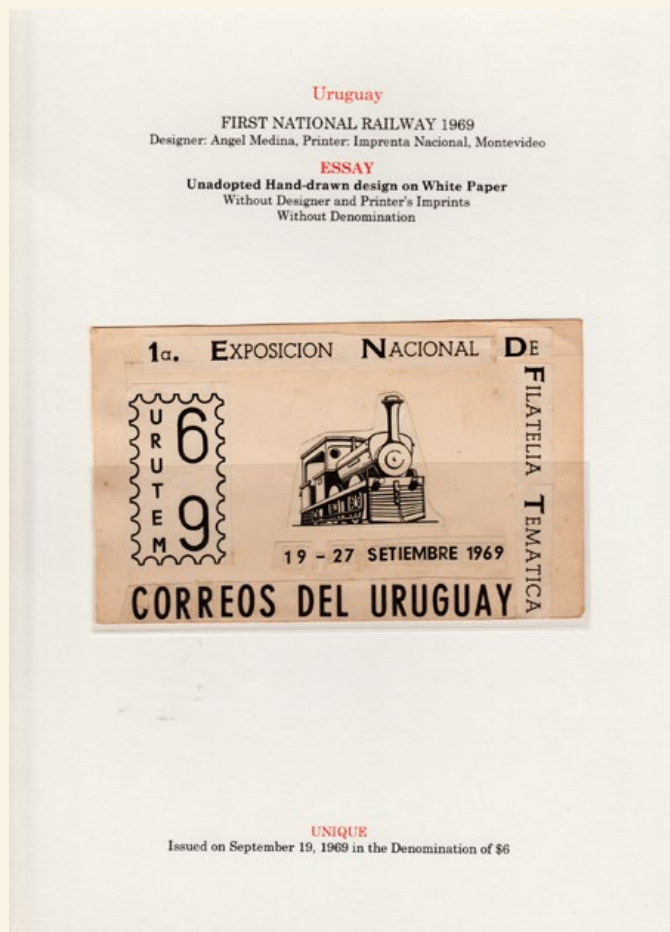 Uruguay
FIRST NATIONAL RAILWAY 1969
Designer: Angel Medina, Printer: Imprenta Nacional, Montevideo
ESSAY
Unadopted Hand-drawn design on White Paper
Without Designer and Printer's Imprints
Without Denomination
1a. EXPOSICION NACIONAL DE
FILATELIA TEMATICA
URUTEM
69
19 - 27 SETIEMBRE 1969
CORREOS DEL URUGUAY
UNIQUE
Issued on September 19, 1969 in the Denomination of $6